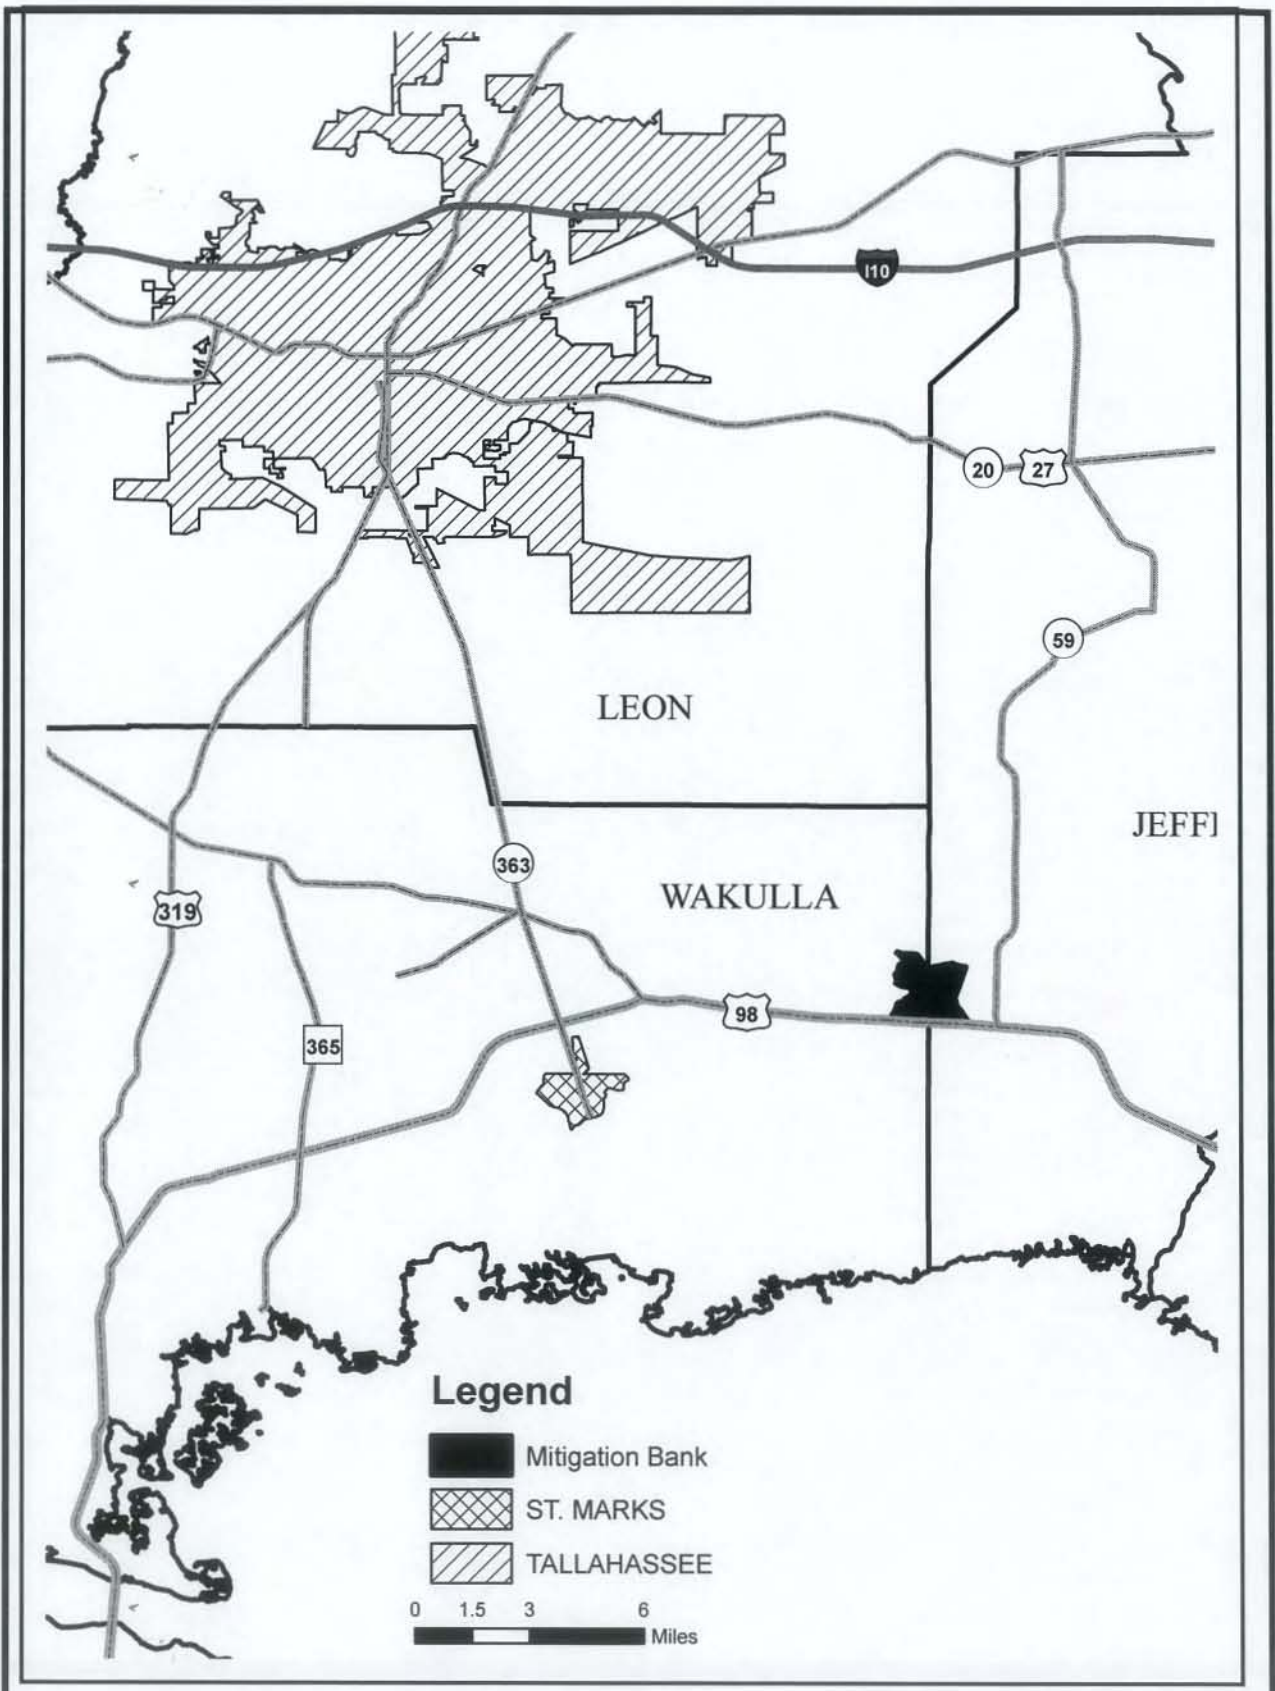 I10
20
27
59
LEON
JEFF
363
WAKULLA
319
98
365
Legend
Mitigation Bank
ST. MARKS
TALLAHASSEE
0 1.5 3 6
Miles